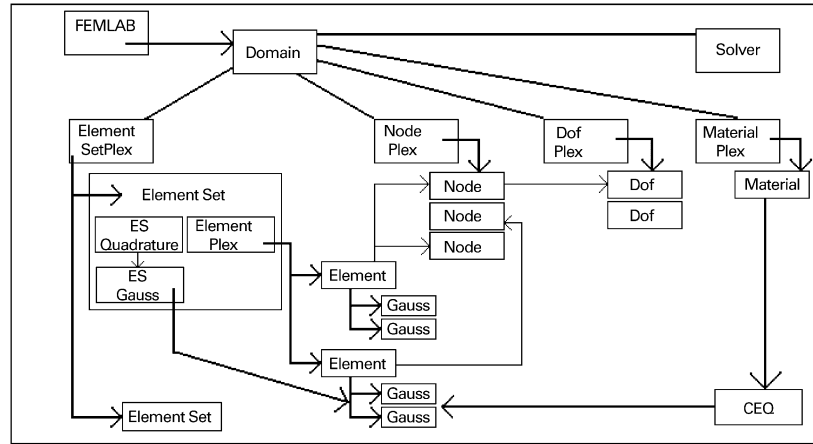 FEMLAB
Domain
Solver
Element
SetPlex
Node
Plex
Dof
Plex
Material
Plex
Element Set
Node
Dof
Material
Node
Dof
ES
Quadrature
Element
Plex
Node
ES
Gauss
Element
Gauss
Gauss
Element
Gauss
Gauss
Element Set
CEQ